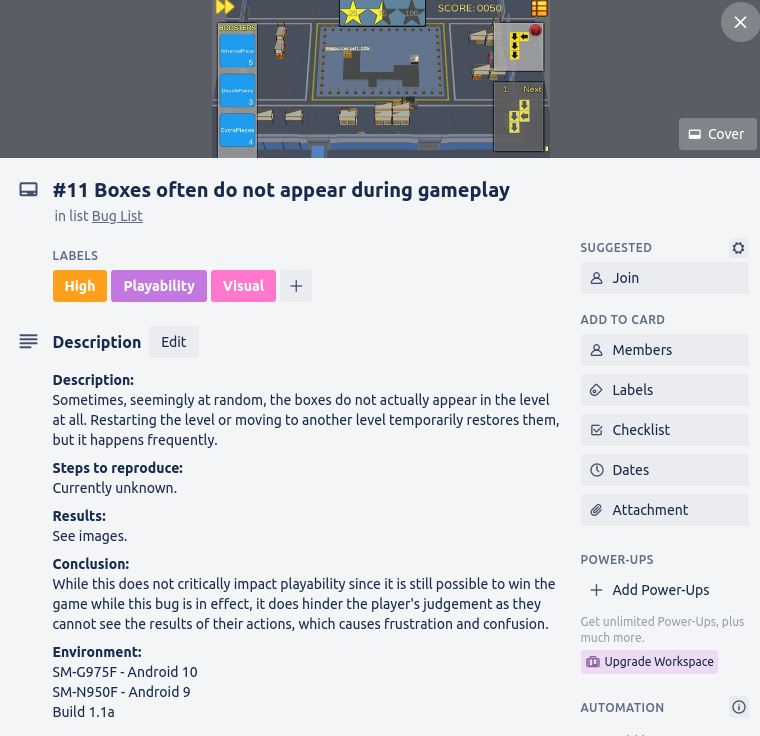 SCORE: 0050
BOOSTERS
25
100
Resources Left: 306
AdvancePiece
5
DoublePoints
3
1 Next
ExtraPieces
4
Cover
#11 Boxes often do not appear during gameplay
in list Bug List
SUGGESTED
LABELS
High
Playability
Visual
Join
ADD TO CARD
Description
Edit
Members
Description:
Sometimes, seemingly at random, the boxes do not actually appear in the level
at all. Restarting the level or moving to another level temporarily restores them,
but it happens frequently.
Labels
Checklist
Steps to reproduce:
Currently unknown.
Dates
Results:
See images.
Attachment
Conclusion:
While this does not critically impact playability since it is still possible to win the
game while this bug is in effect, it does hinder the player's judgement as they
cannot see the results of their actions, which causes frustration and confusion.
POWER-UPS
Add Power-Ups
Get unlimited Power-Ups, plus
much more.
Upgrade Workspace
Environment:
SM-G975F - Android 10
SM-N950F - Android 9
Build 1.1a
AUTOMATION